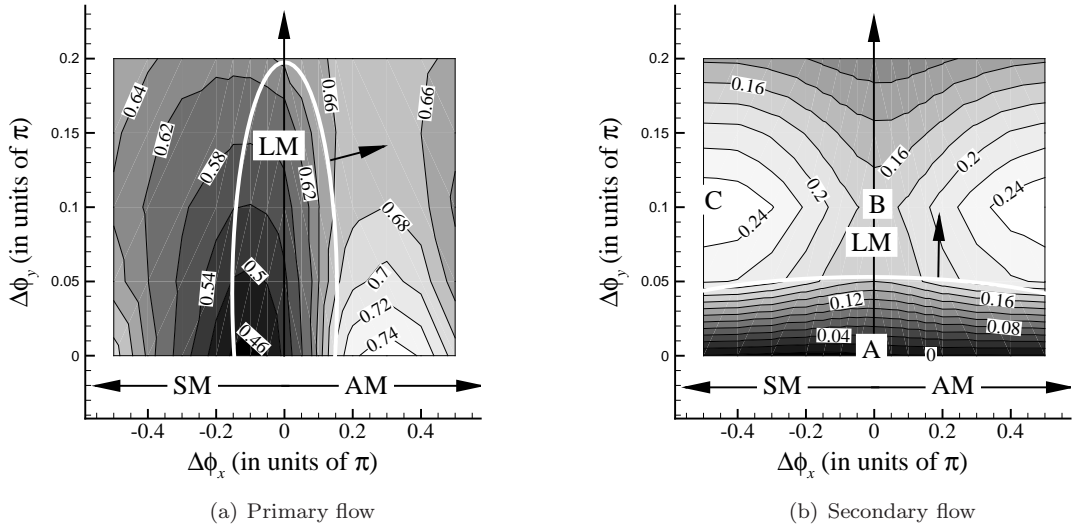 0.2
0.15
0.1
0.05
0
Δϕy (in units of π)
0.64
0.62
0.58
0.54
0.5
0.46
0.66
0.66
LM
0.62
0.68
0.7
0.72
0.74
SM
AM
-0.4 -0.2 0 0.2 0.4
Δϕx (in units of π)
(a) Primary flow
0.2
0.15
0.1
0.05
0
Δϕy (in units of π)
0.16
0.16
0.2
0.2
C
B
0.24
0.24
LM
0.12
0.16
0.04
0.08
A
0
SM
AM
-0.4 -0.2 0 0.2 0.4
Δϕx (in units of π)
(b) Secondary flow